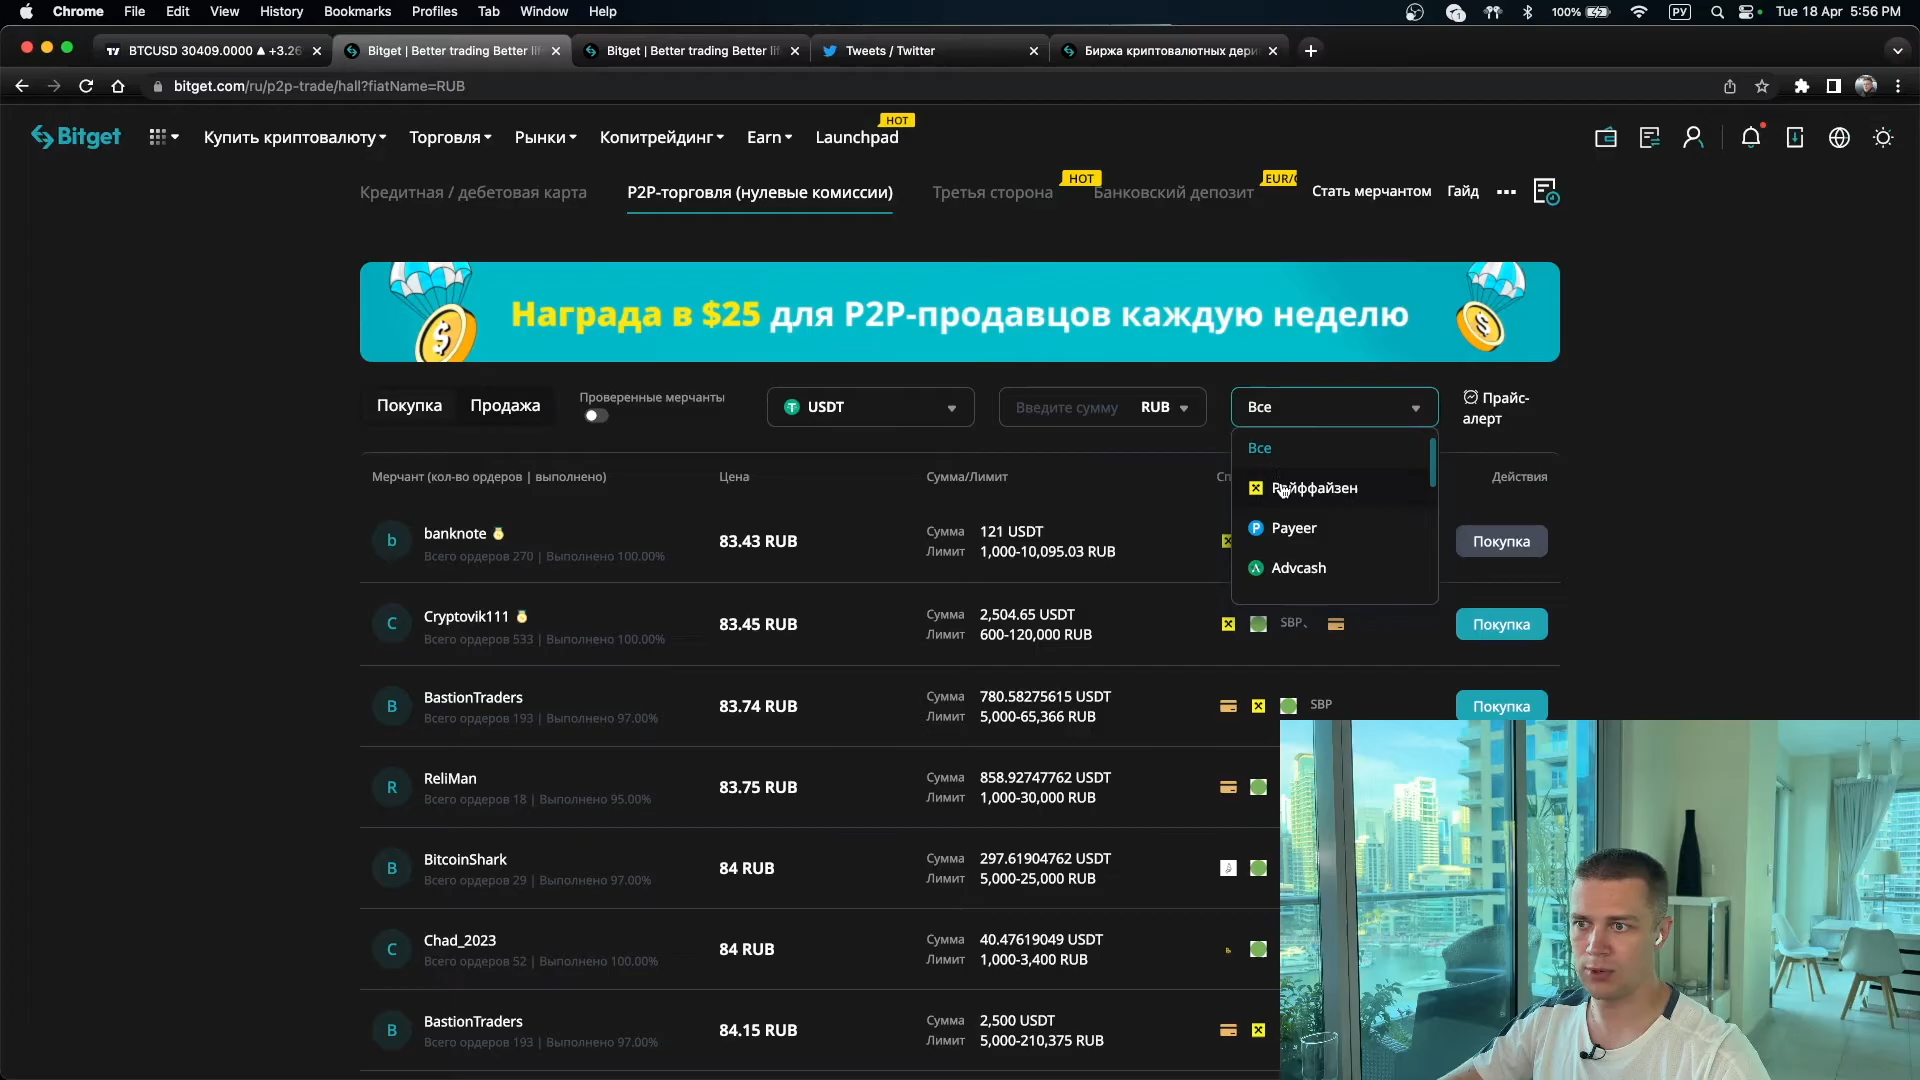 Chrome File Edit View History Bookmarks Profiles Tab Window Help
100% РУ Tue 18 Apr 5:56 PM
BTCUSD 30409.0000 ▲ +3.26
Bitget | Better trading Better li
Bitget | Better trading Better lif
Tweets / Twitter
Биржа криптовалютных дери
bitget.com/ru/p2p-trade/hall?fiatName=RUB
Bitget
Купить криптовалюту
Торговля
Рынки
Копитрейдинг
Earn
Launchpad
HOT
Кредитная / дебетовая карта
P2P-торговля (нулевые комиссии)
Третья сторона
HOT
Банковский депозит
EUR/
Стать мерчантом
Гайд
Награда в $25 для P2P-продавцов каждую неделю
Покупка
Продажа
Проверенные мерчанты
USDT
Введите сумму
RUB
Все
Прайс-
алерт
Все
Райффайзен
Payeer
Advcash
Мерчант (кол-во ордеров | выполнено)
Цена
Сумма/Лимит
Сп
Действия
b banknote
Всего ордеров 270 | Выполнено 100.00%
83.43 RUB
Сумма 121 USDT
Лимит 1,000-10,095.03 RUB
Покупка
C Cryptovik111
Всего ордеров 533 | Выполнено 100.00%
83.45 RUB
Сумма 2,504.65 USDT
Лимит 600-120,000 RUB
SBP、
Покупка
B BastionTraders
Всего ордеров 193 | Выполнено 97.00%
83.74 RUB
Сумма 780.58275615 USDT
Лимит 5,000-65,366 RUB
SBP
Покупка
R ReliMan
Всего ордеров 18 | Выполнено 95.00%
83.75 RUB
Сумма 858.92747762 USDT
Лимит 1,000-30,000 RUB
B BitcoinShark
Всего ордеров 29 | Выполнено 97.00%
84 RUB
Сумма 297.61904762 USDT
Лимит 5,000-25,000 RUB
C Chad_2023
Всего ордеров 52 | Выполнено 100.00%
84 RUB
Сумма 40.47619049 USDT
Лимит 1,000-3,400 RUB
B BastionTraders
Всего ордеров 193 | Выполнено 97.00%
84.15 RUB
Сумма 2,500 USDT
Лимит 5,000-210,375 RUB